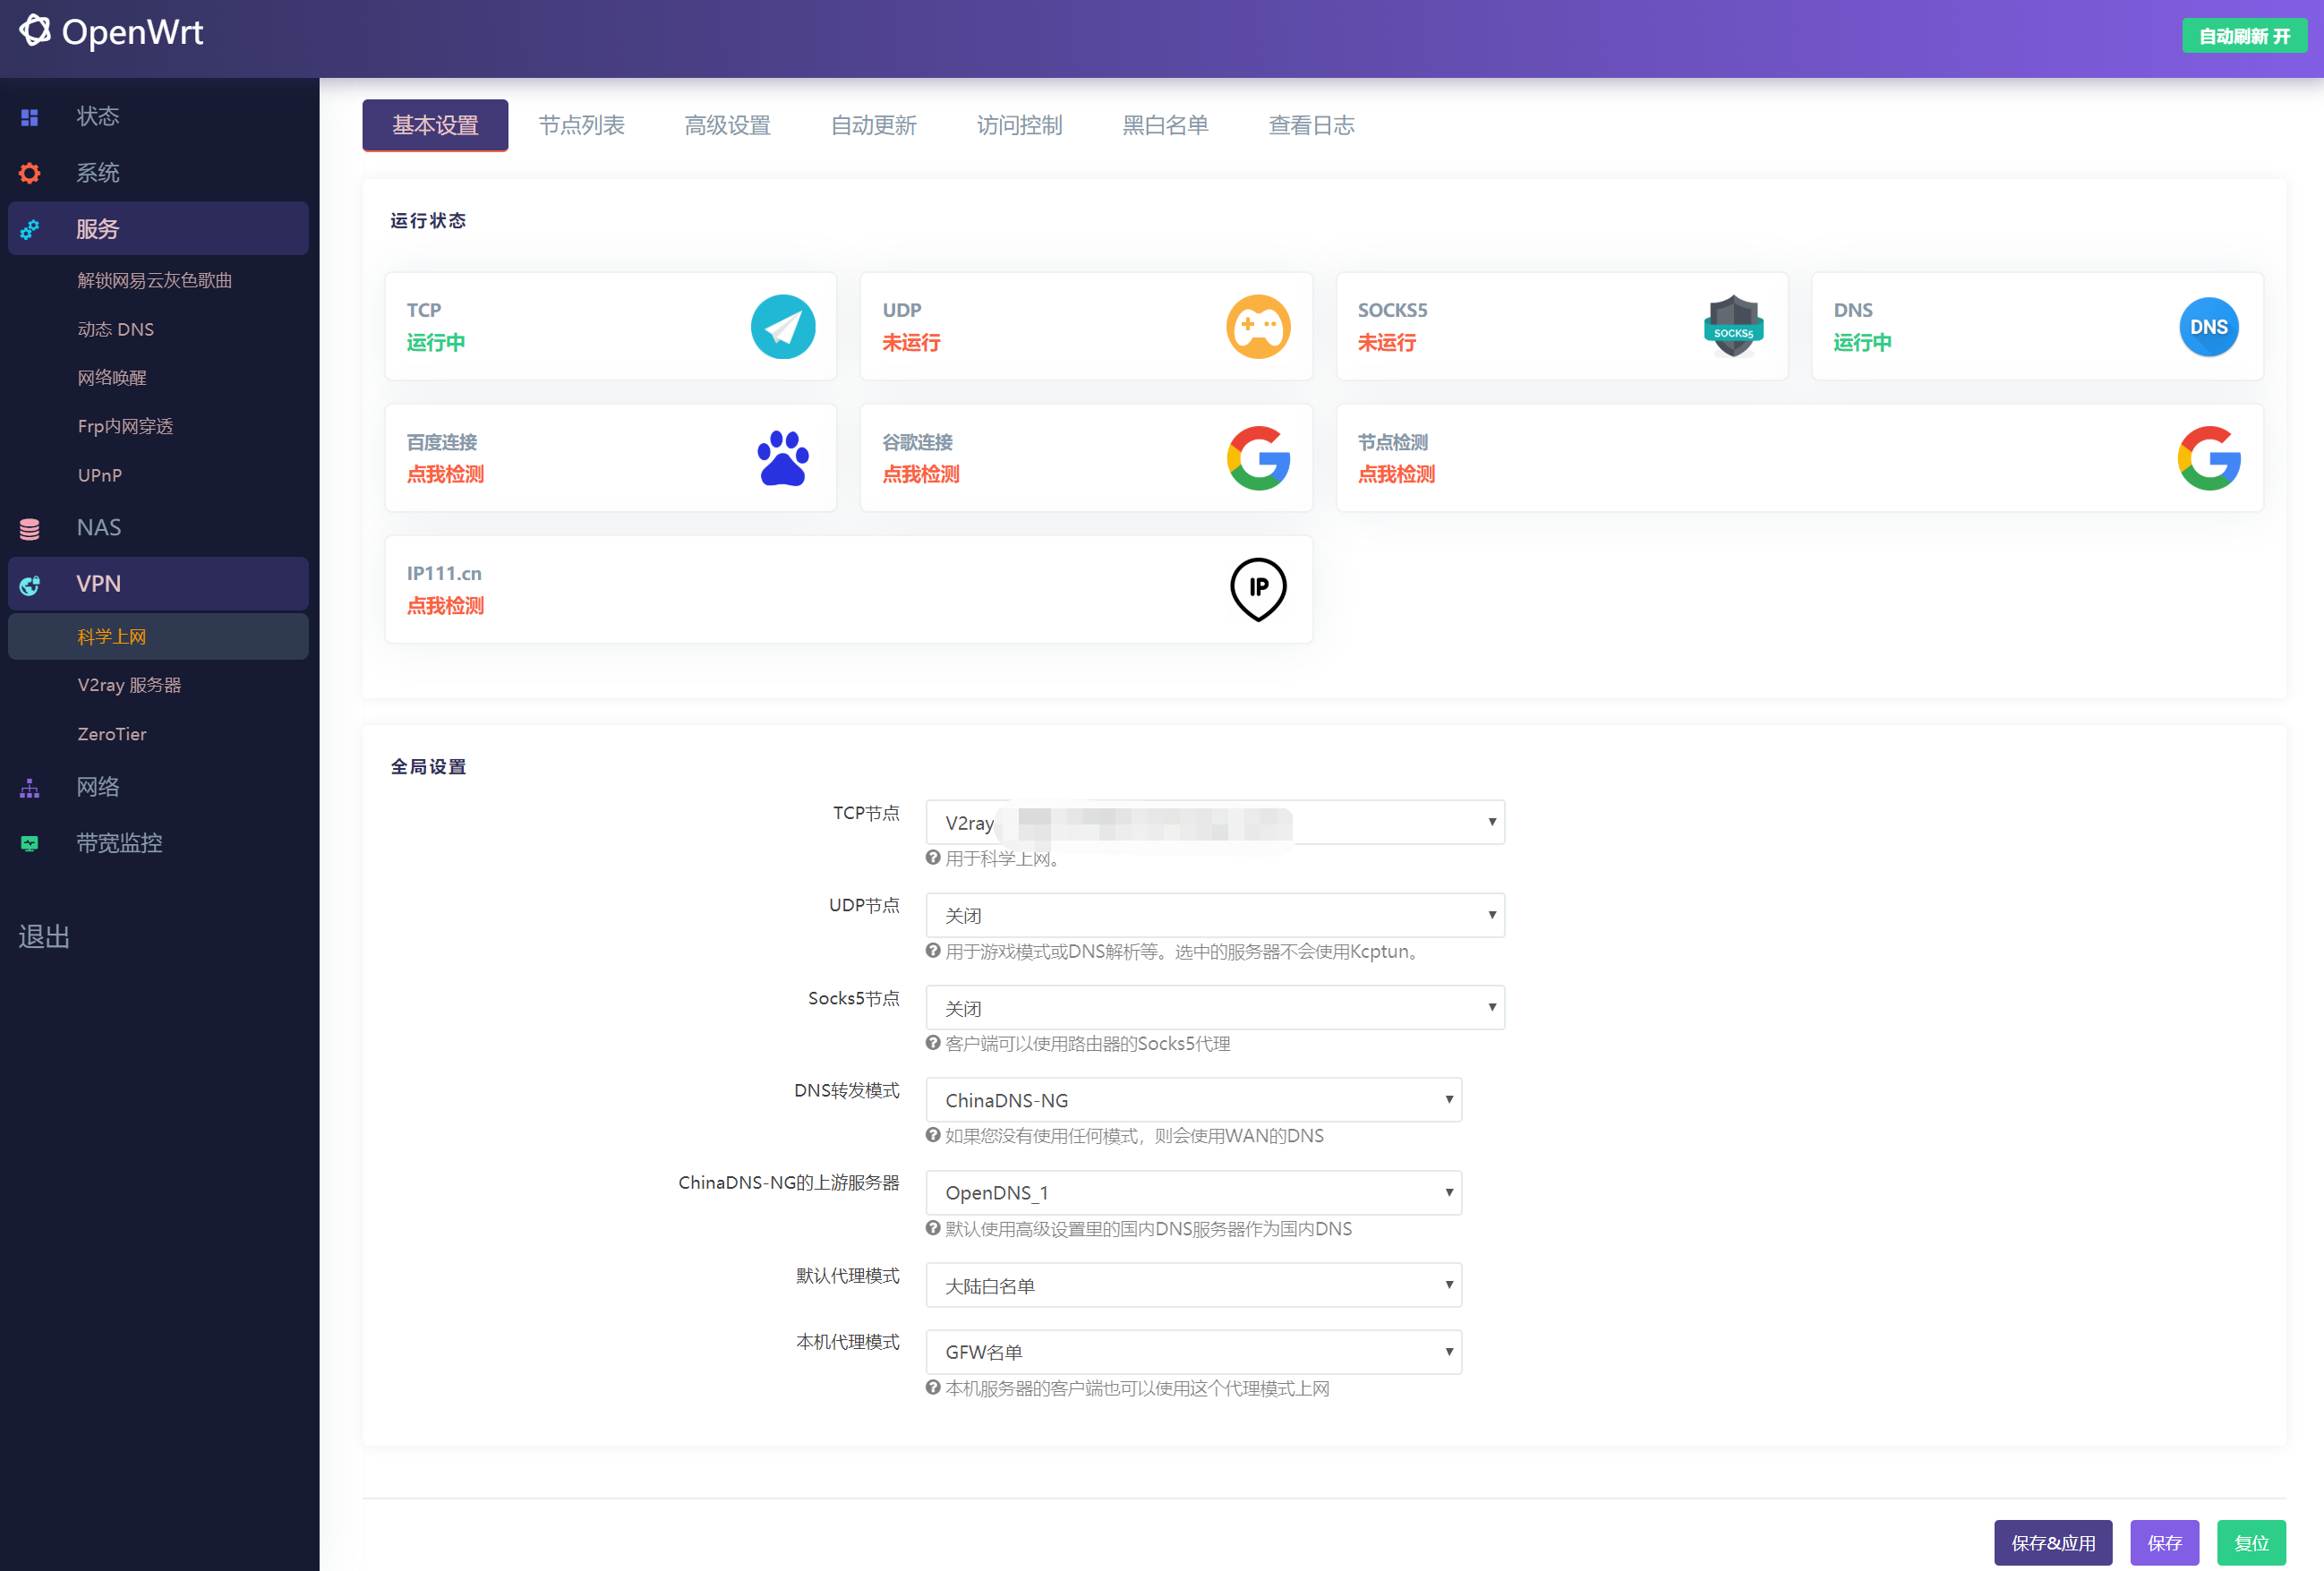 OpenWrt
自动刷新 开
状态
系统
服务
解锁网易云灰色歌曲
动态 DNS
网络唤醒
Frp内网穿透
UPnP
NAS
VPN
科学上网
V2ray 服务器
ZeroTier
网络
带宽监控
退出
基本设置 节点列表 高级设置 自动更新 访问控制 黑白名单 查看日志
运行状态
TCP
运行中
UDP
未运行
SOCKS5
未运行
SOCKS5
DNS
运行中
DNS
百度连接
点我检测
谷歌连接
点我检测
节点检测
点我检测
IP111.cn
点我检测
IP
全局设置
TCP节点
V2ray
用于科学上网。
UDP节点
关闭
用于游戏模式或DNS解析等。选中的服务器不会使用Kcptun。
Socks5节点
关闭
客户端可以使用路由器的Socks5代理
DNS转发模式
ChinaDNS-NG
如果您没有使用任何模式，则会使用WAN的DNS
ChinaDNS-NG的上游服务器
OpenDNS_1
默认使用高级设置里的国内DNS服务器作为国内DNS
默认代理模式
大陆白名单
本机代理模式
GFW名单
本机服务器的客户端也可以使用这个代理模式上网
保存&应用 保存 复位